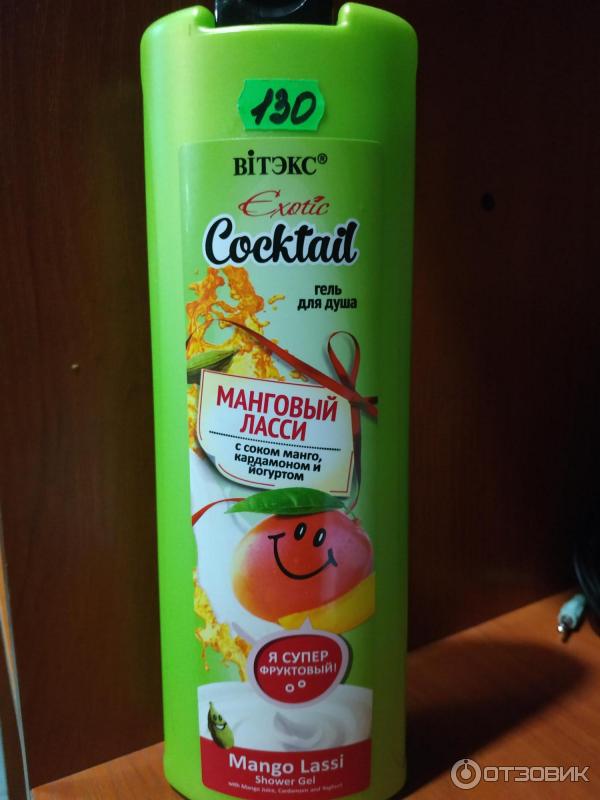 130
ВIТЭКС®
Exotic
Cocktail
гель
для душа
МАНГОВЫЙ
ЛАССИ
с соком манго,
кардамоном и
йогуртом
Я СУПЕР
ФРУКТОВЫЙ!
Mango Lassi
Shower Gel
with Mango Juice, Cardamom and Yoghurt
ОТЗОВИК